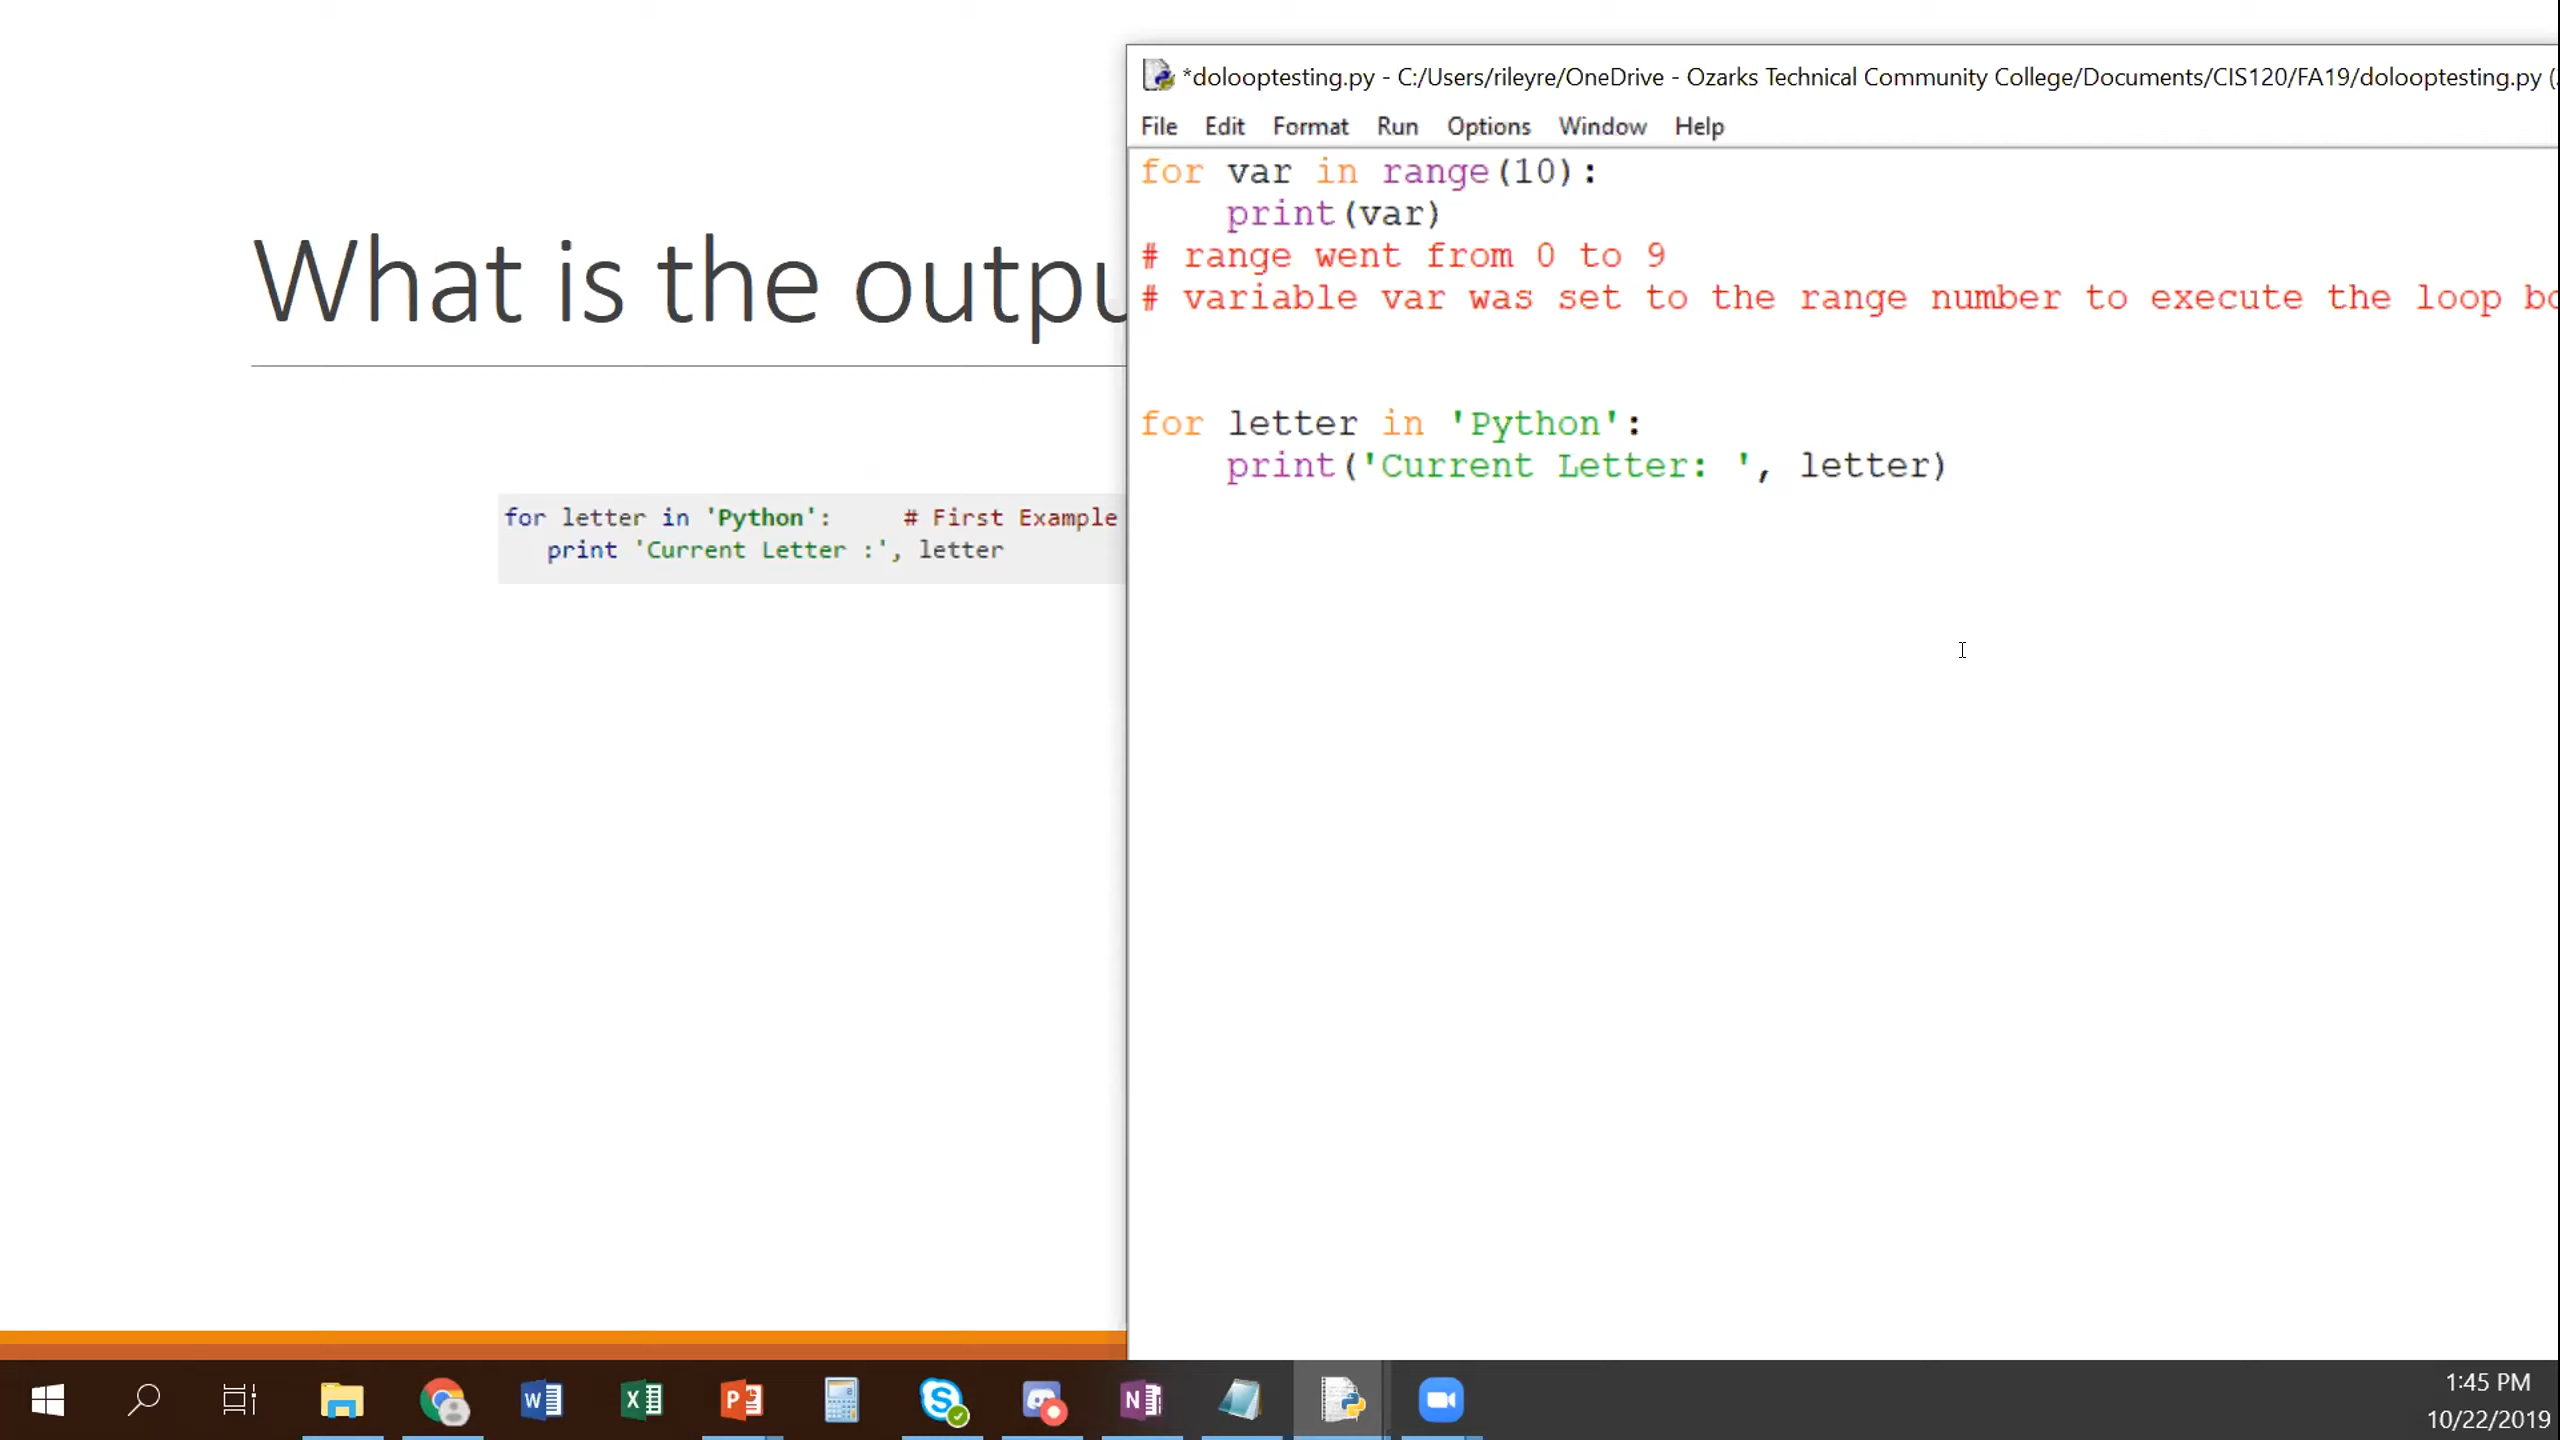 What is the outpu
for letter in 'Python':     # First Example
   print 'Current Letter :', letter
*dolooptesting.py - C:/Users/rileyre/OneDrive - Ozarks Technical Community College/Documents/CIS120/FA19/dolooptesting.py (
File Edit Format Run Options Window Help
for var in range(10):
    print(var)
# range went from 0 to 9
# variable var was set to the range number to execute the loop bo
for letter in 'Python':
    print('Current Letter: ', letter)
1:45 PM
10/22/2019